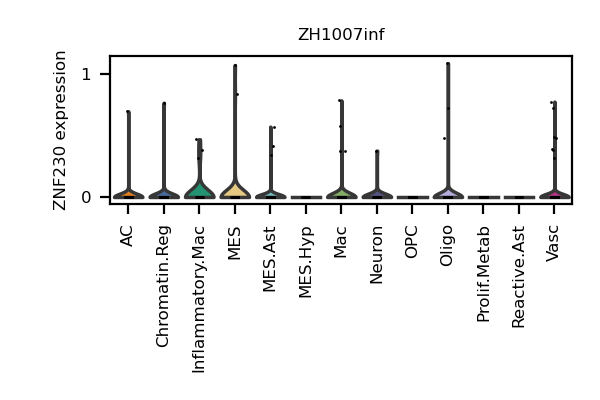 ZH1007inf
ZNF230 expression
1
0
AC
Chromatin.Reg
Inflammatory.Mac
MES
MES.Ast
MES.Hyp
Mac
Neuron
OPC
Oligo
Prolif.Metab
Reactive.Ast
Vasc